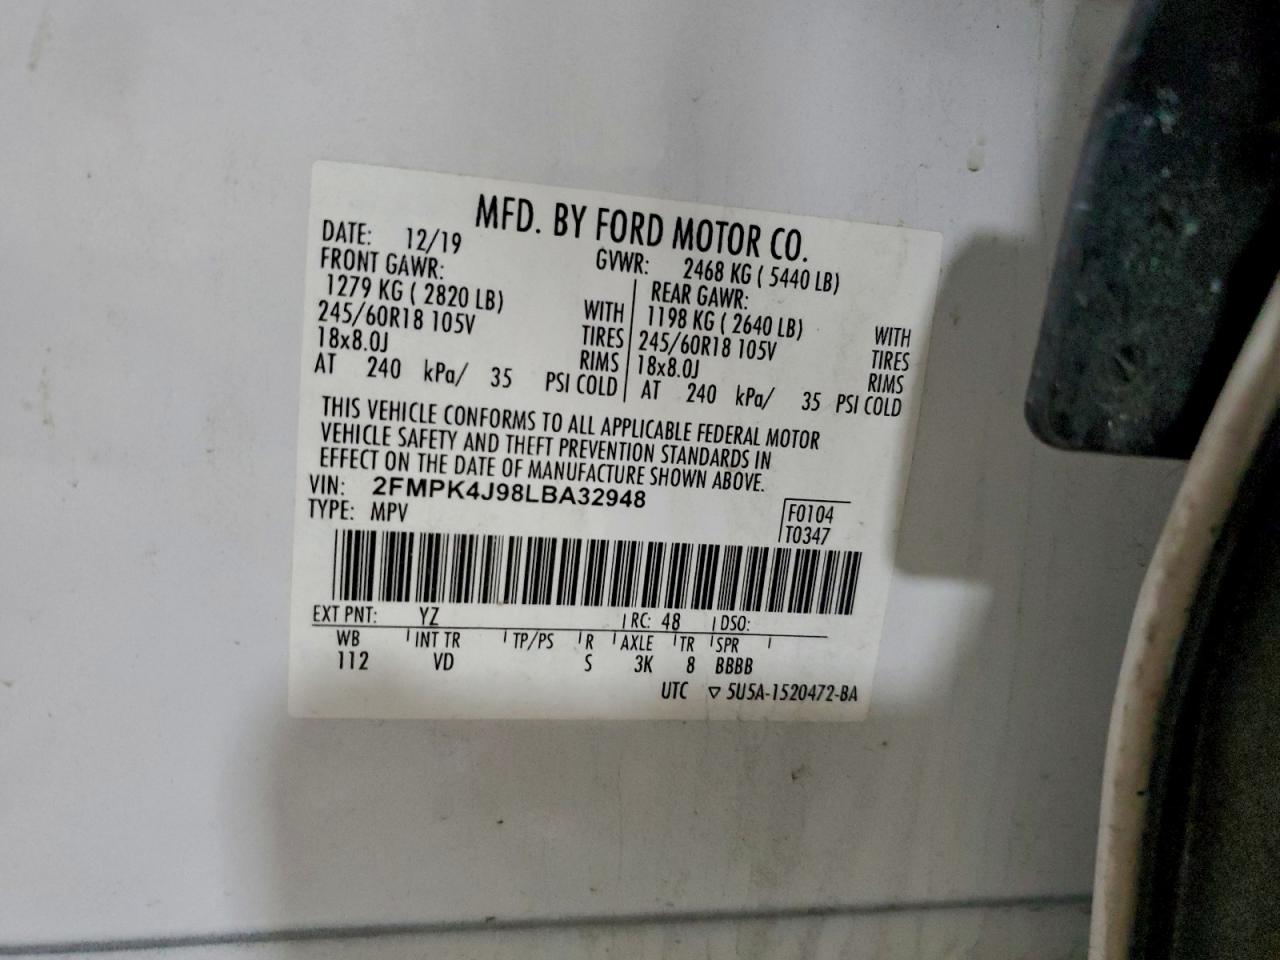 MFD. BY FORD MOTOR CO.
DATE: 12/19 GVWR: 2468 KG ( 5440 LB)
FRONT GAWR: REAR GAWR:
1279 KG ( 2820 LB) WITH 1198 KG ( 2640 LB) WITH
245/60R18 105V TIRES 245/60R18 105V TIRES
18x8.0J RIMS 18x8.0J RIMS
AT 240 kPa/ 35 PSI COLD AT 240 kPa/ 35 PSI COLD
THIS VEHICLE CONFORMS TO ALL APPLICABLE FEDERAL MOTOR
VEHICLE SAFETY AND THEFT PREVENTION STANDARDS IN
EFFECT ON THE DATE OF MANUFACTURE SHOWN ABOVE.
VIN: 2FMPK4J98LBA32948
TYPE: MPV F0104
T0347
EXT PNT: YZ RC: 48 DSO:
WB INT TR TP/PS R AXLE TR SPR
112 VD S 3K 8 BBBB
UTC ▽ 5U5A-1520472-BA